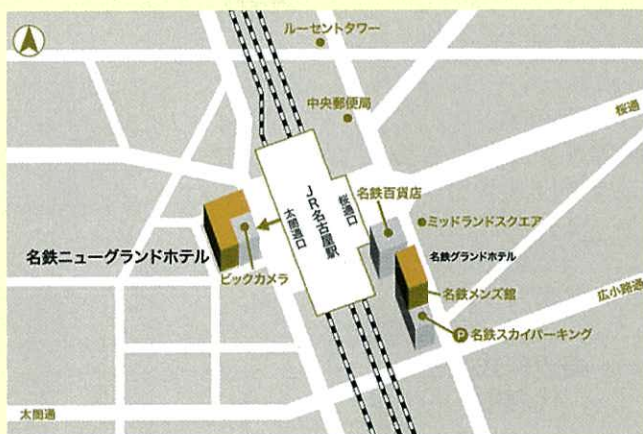 ルーセントタワー
中央郵便局
桜通
名鉄百貨店
JR名古屋駅
桜通口
太閤通口
ミッドランドスクエア
名鉄ニューグランドホテル
ビックカメラ
名鉄グランドホテル
名鉄メンズ館
広小路通
P 名鉄スカイパーキング
太閤通